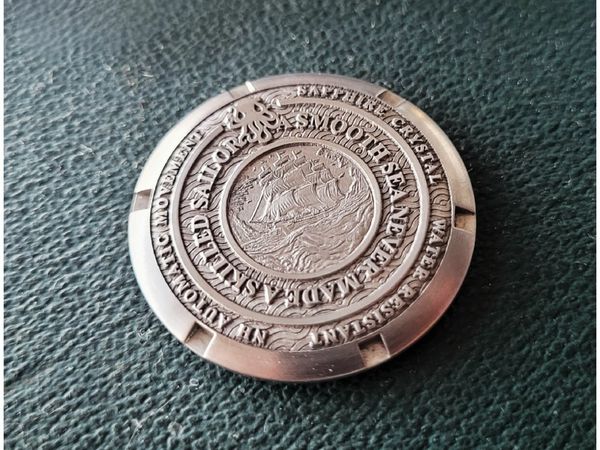 SAPPHIRE CRYSTAL
WATER RESISTANT
NH AUTOMATIC MOVEMENT
A SMOOTH SEA NEVER MADE A SKILLED SAILOR